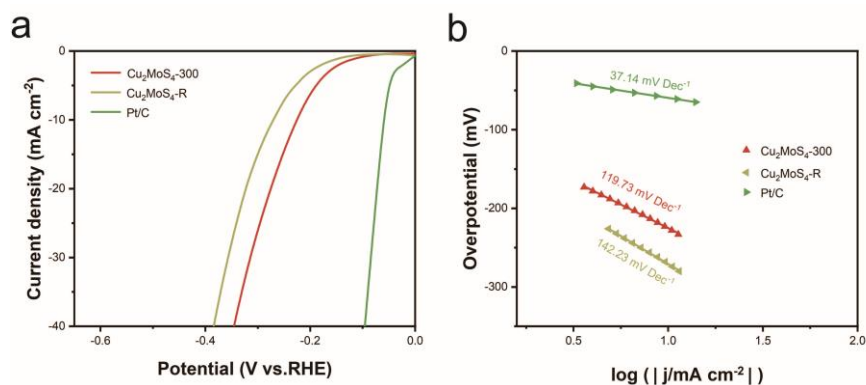 a
Current density (mA cm⁻²)
0
-10
-20
-30
-40
Cu₂MoS₄-300
Cu₂MoS₄-R
Pt/C
-0.6
-0.4
-0.2
0.0
Potential (V vs.RHE)
b
Overpotential (mV)
0
-100
-200
-300
37.14 mV Dec⁻¹
119.73 mV Dec⁻¹
142.23 mV Dec⁻¹
Cu₂MoS₄-300
Cu₂MoS₄-R
Pt/C
0.0
0.5
1.0
1.5
2.0
log ( | j/mA cm⁻² | )